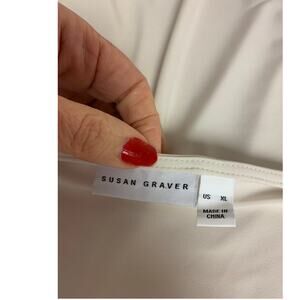 SUSAN GRAVER
US XL
MADE IN
CHINA